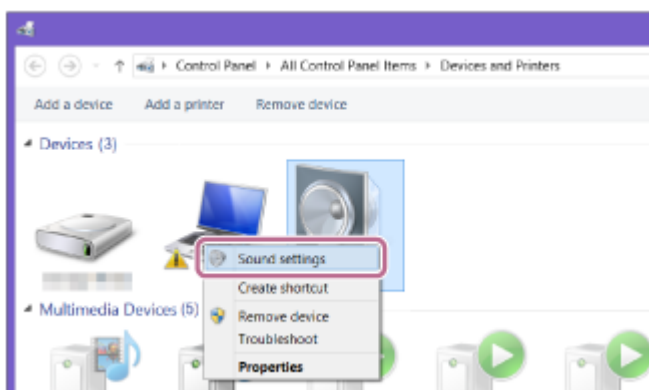 Control Panel All Control Panel Items Devices and Printers
Add a device Add a printer Remove device
Devices (3)
Sound settings
Create shortcut
Multimedia Devices (5)
Remove device
Troubleshoot
Properties